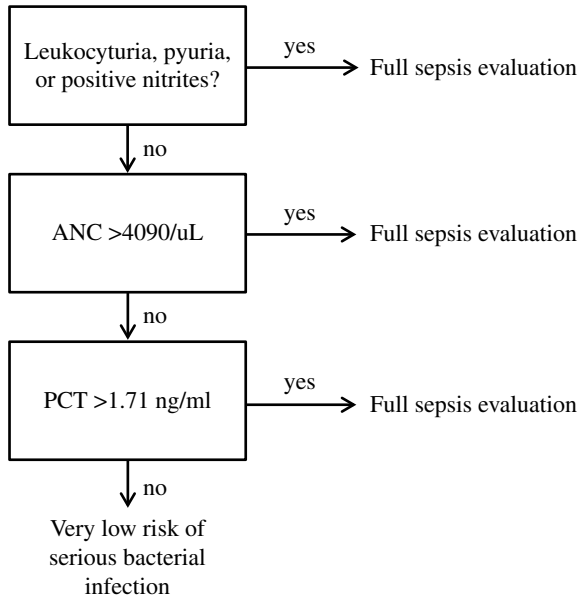 Leukocyturia, pyuria,
or positive nitrites?
yes
Full sepsis evaluation
no
ANC >4090/uL
yes
Full sepsis evaluation
no
PCT >1.71 ng/ml
yes
Full sepsis evaluation
no
Very low risk of
serious bacterial
infection